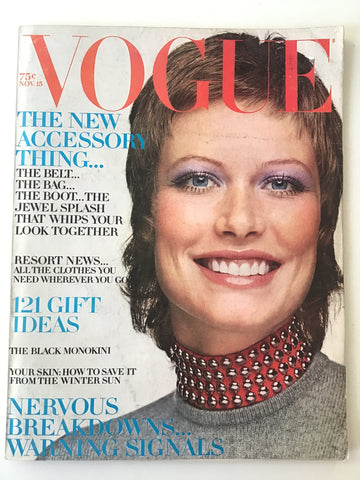 VOGUE
75¢
NOV. 15
THE NEW
ACCESSORY
THING...
THE BELT...
THE BAG...
THE BOOT...THE
JEWEL SPLASH
THAT WHIPS YOUR
LOOK TOGETHER
RESORT NEWS...
ALL THE CLOTHES YOU
NEED WHEREVER YOU GO
121 GIFT
IDEAS
THE BLACK MONOKINI
YOUR SKIN: HOW TO SAVE IT
FROM THE WINTER SUN
NERVOUS
BREAKDOWNS...
WARNING SIGNALS